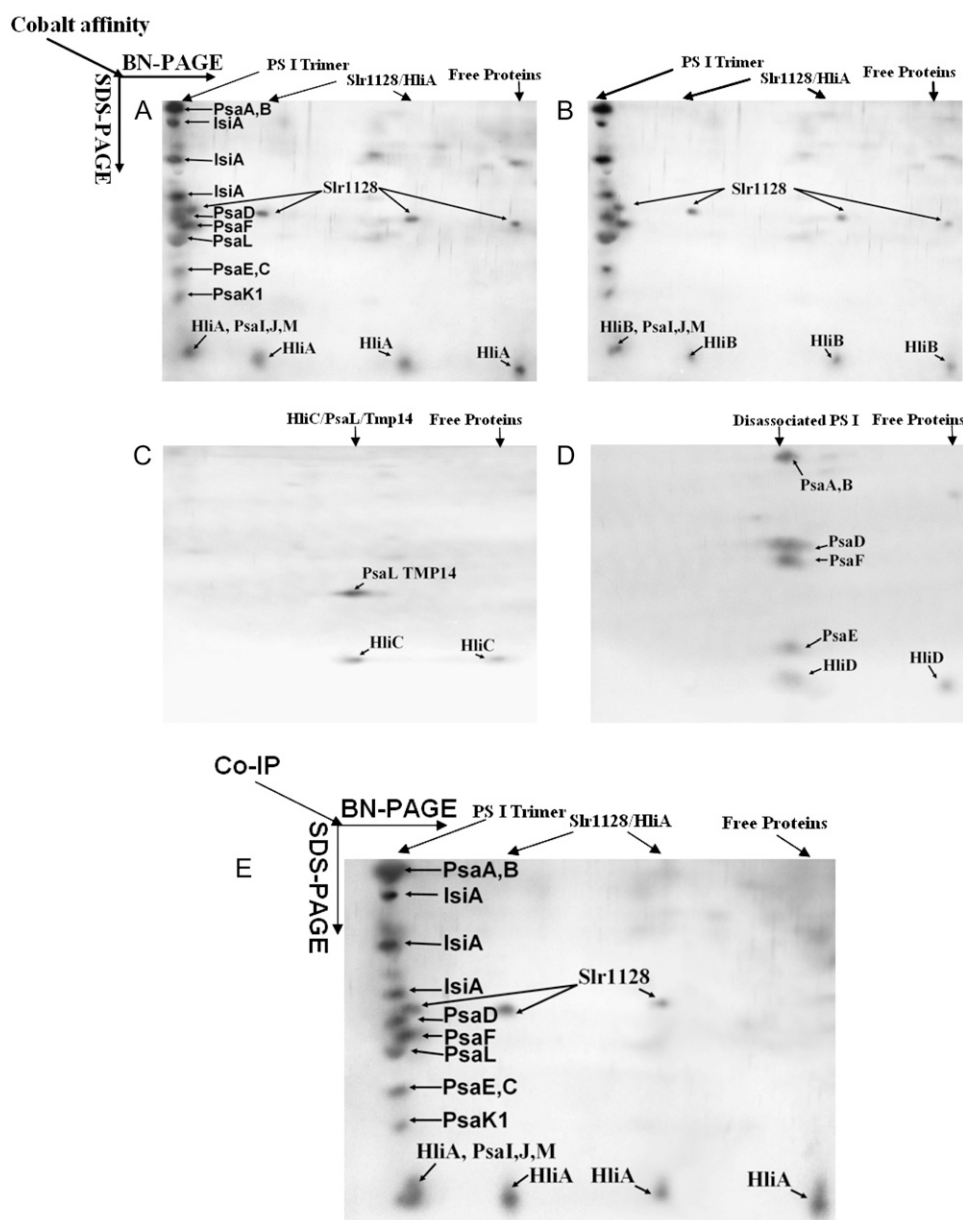 Cobalt affinity
BN-PAGE
SDS-PAGE
PS I Trimer
Slr1128/HliA
Free Proteins
A
PsaA,B
IsiA
IsiA
IsiA
Slr1128
PsaD
PsaF
PsaL
PsaE,C
PsaK1
HliA, PsaI,J,M
HliA
HliA
HliA
PS I Trimer
Slr1128/HliA
Free Proteins
B
Slr1128
HliB, PsaI,J,M
HliB
HliB
HliB
HliC/PsaL/Tmp14
Free Proteins
C
PsaL TMP14
HliC
HliC
Disassociated PS I
Free Proteins
D
PsaA,B
PsaD
PsaF
PsaE
HliD
HliD
Co-IP
BN-PAGE
SDS-PAGE
PS I Trimer
Slr1128/HliA
Free Proteins
E
PsaA,B
IsiA
IsiA
IsiA
Slr1128
PsaD
PsaF
PsaL
PsaE,C
PsaK1
HliA, PsaI,J,M
HliA
HliA
HliA